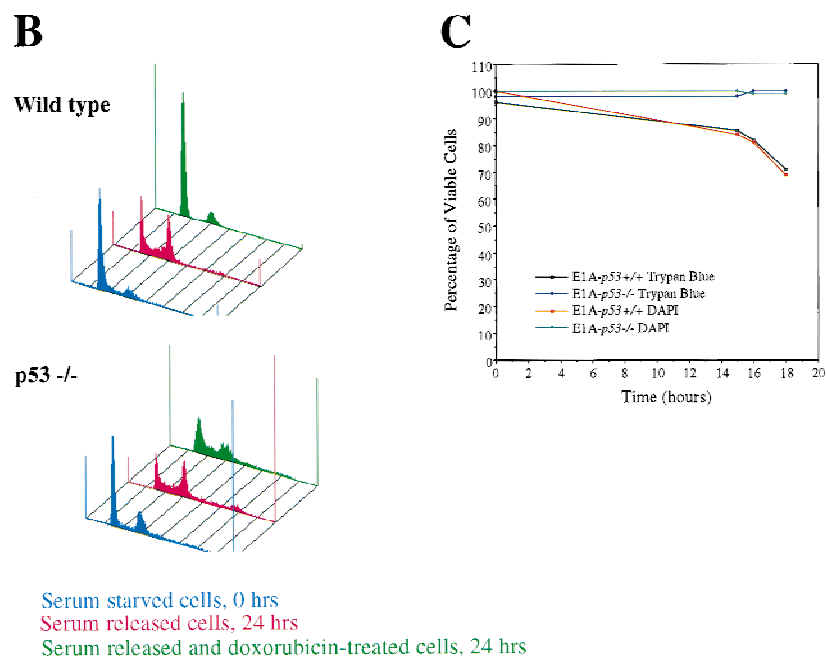 B
Wild type
p53 -/-
Serum starved cells, 0 hrs
Serum released cells, 24 hrs
Serum released and doxorubicin-treated cells, 24 hrs
C
Percentage of Viable Cells
110
100
90
80
70
60
50
40
30
20
10
0
E1A-p53+/+ Trypan Blue
E1A-p53-/- Trypan Blue
E1A-p53+/+ DAPI
E1A-p53-/- DAPI
0 2 4 6 8 10 12 14 16 18 20
Time (hours)